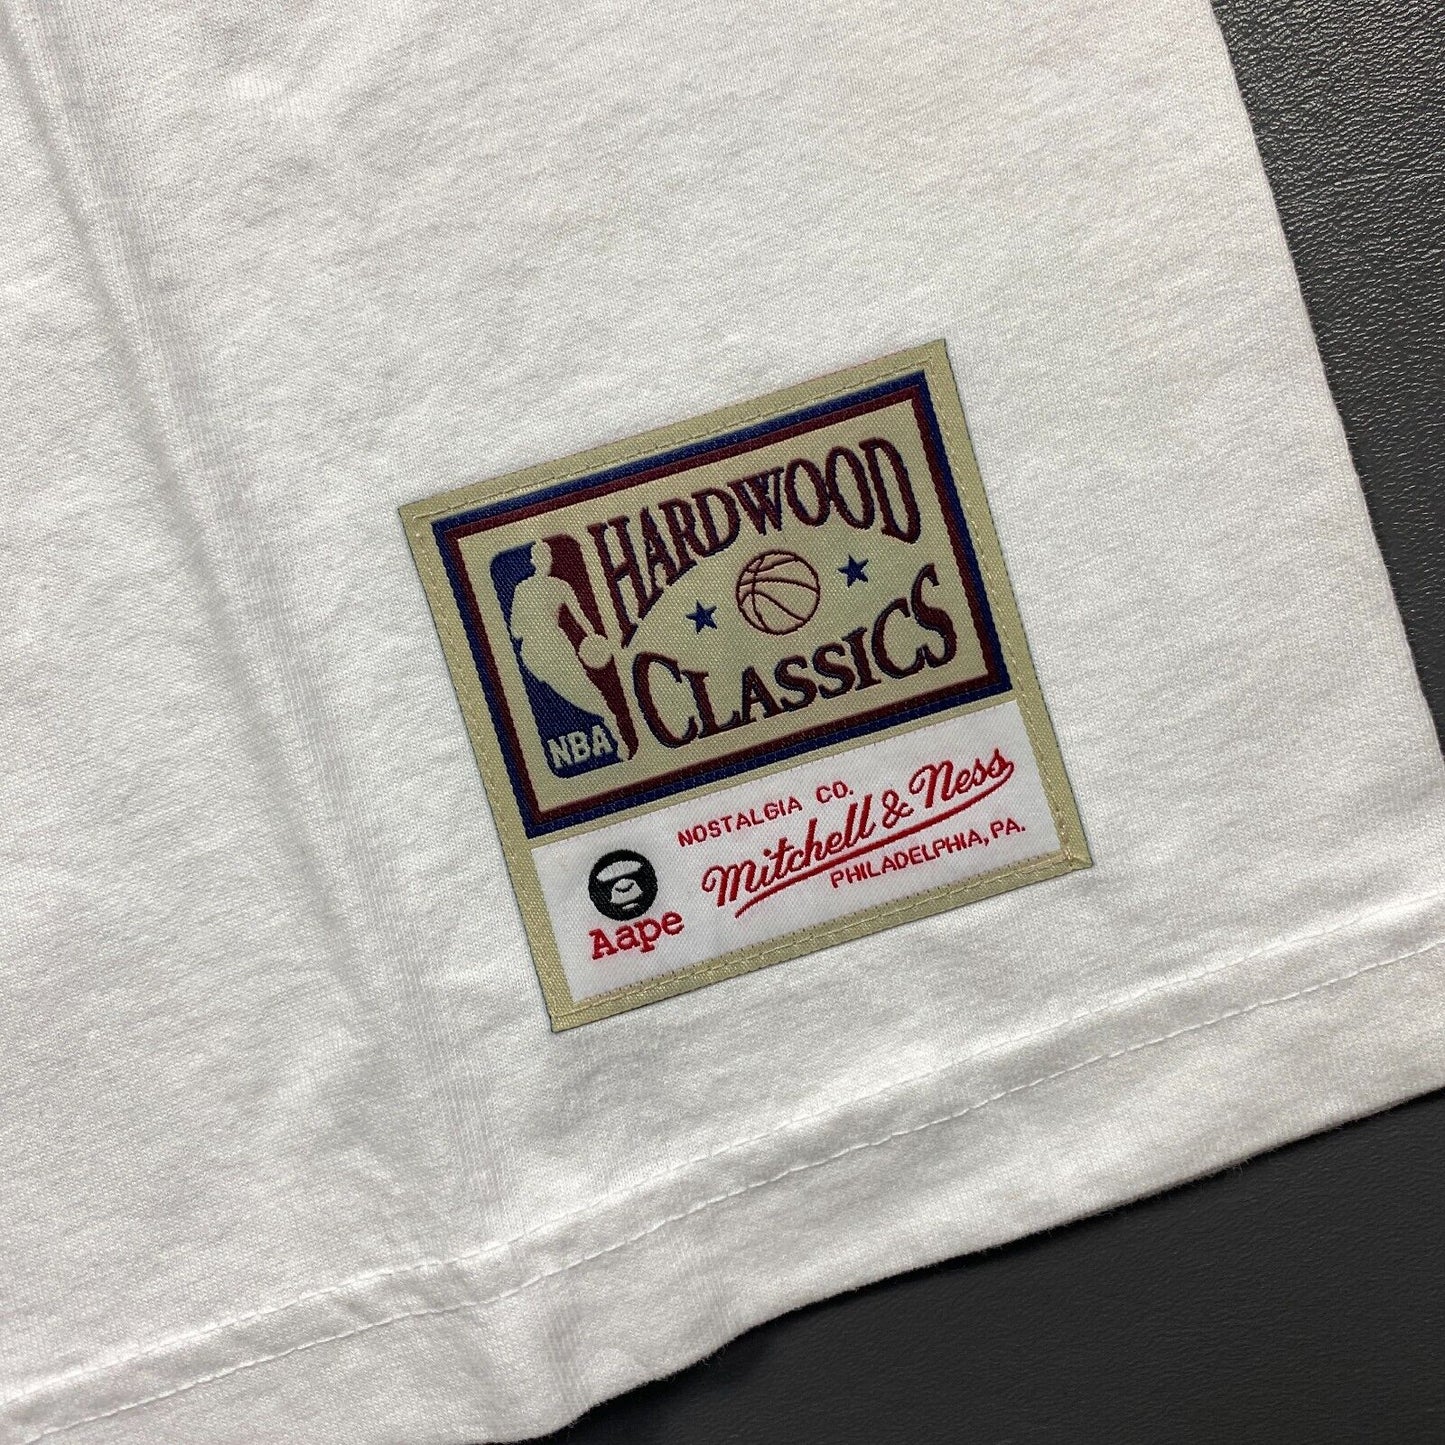 HARDWOOD
CLASSICS
NBA
NOSTALGIA CO.
Mitchell & Ness
PHILADELPHIA, PA.
Aape